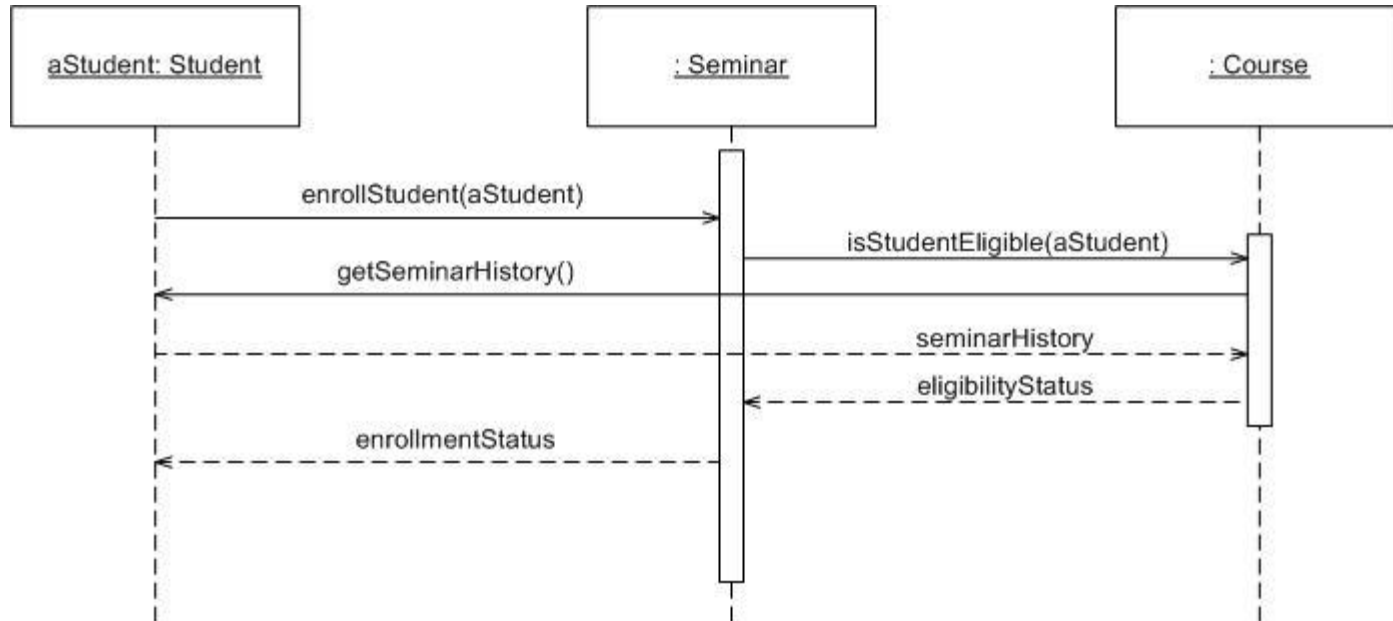 aStudent: Student
: Seminar
: Course
enrollStudent(aStudent)
isStudentEligible(aStudent)
getSeminarHistory()
seminarHistory
eligibilityStatus
enrollmentStatus